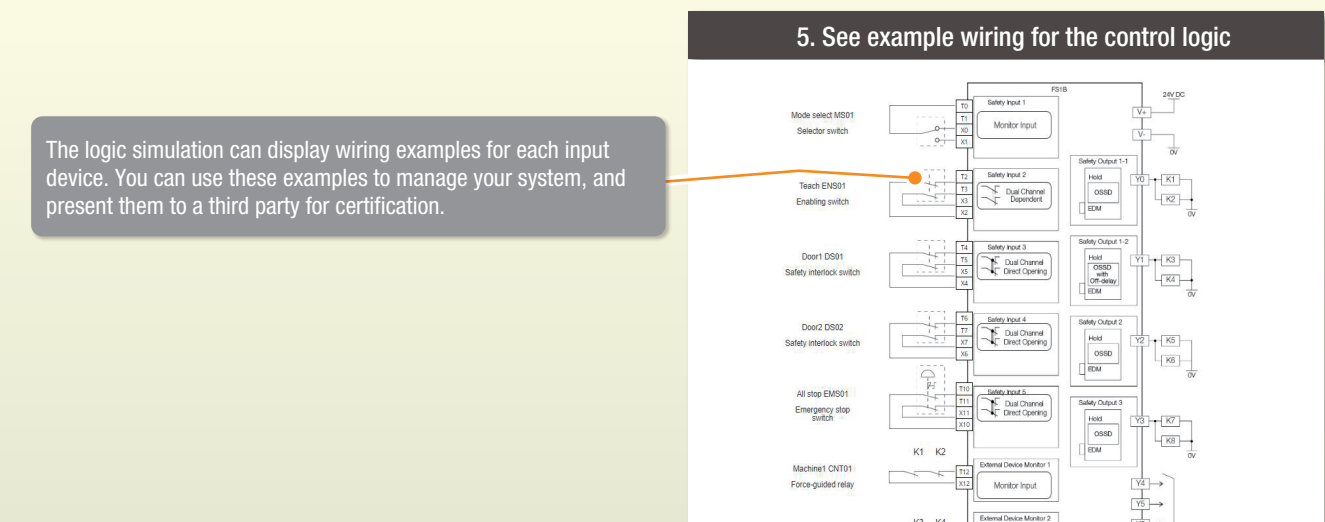 5. See example wiring for the control logic
The logic simulation can display wiring examples for each input
device. You can use these examples to manage your system, and
present them to a third party for certification.
FS1B
24V DC
V+
V-
0V
Mode select MS01
Selector switch
T0
T1
X0
X1
Safety Input 1
Monitor Input
Teach ENS01
Enabling switch
T2
T3
X3
X2
Safety Input 2
Dual Channel
Dependent
Safety Output 1-1
Hold
OSSD
EDM
Y0
K1
K2
0V
Door1 DS01
Safety interlock switch
T4
T5
X5
X4
Safety Input 3
Dual Channel
Direct Opening
Safety Output 1-2
Hold
OSSD
with
Off-delay
EDM
Y1
K3
K4
0V
Door2 DS02
Safety interlock switch
T6
T7
X7
X6
Safety Input 4
Dual Channel
Direct Opening
Safety Output 2
Hold
OSSD
EDM
Y2
K5
K6
0V
All stop EMS01
Emergency stop
switch
T10
T11
X11
X10
Safety Input 5
Dual Channel
Direct Opening
Safety Output 3
Hold
OSSD
EDM
Y3
K7
K8
0V
K1 K2
Machine1 CNT01
Force-guided relay
T12
X12
External Device Monitor 1
Monitor Input
Y4
Y5
K3 K4
External Device Monitor 2